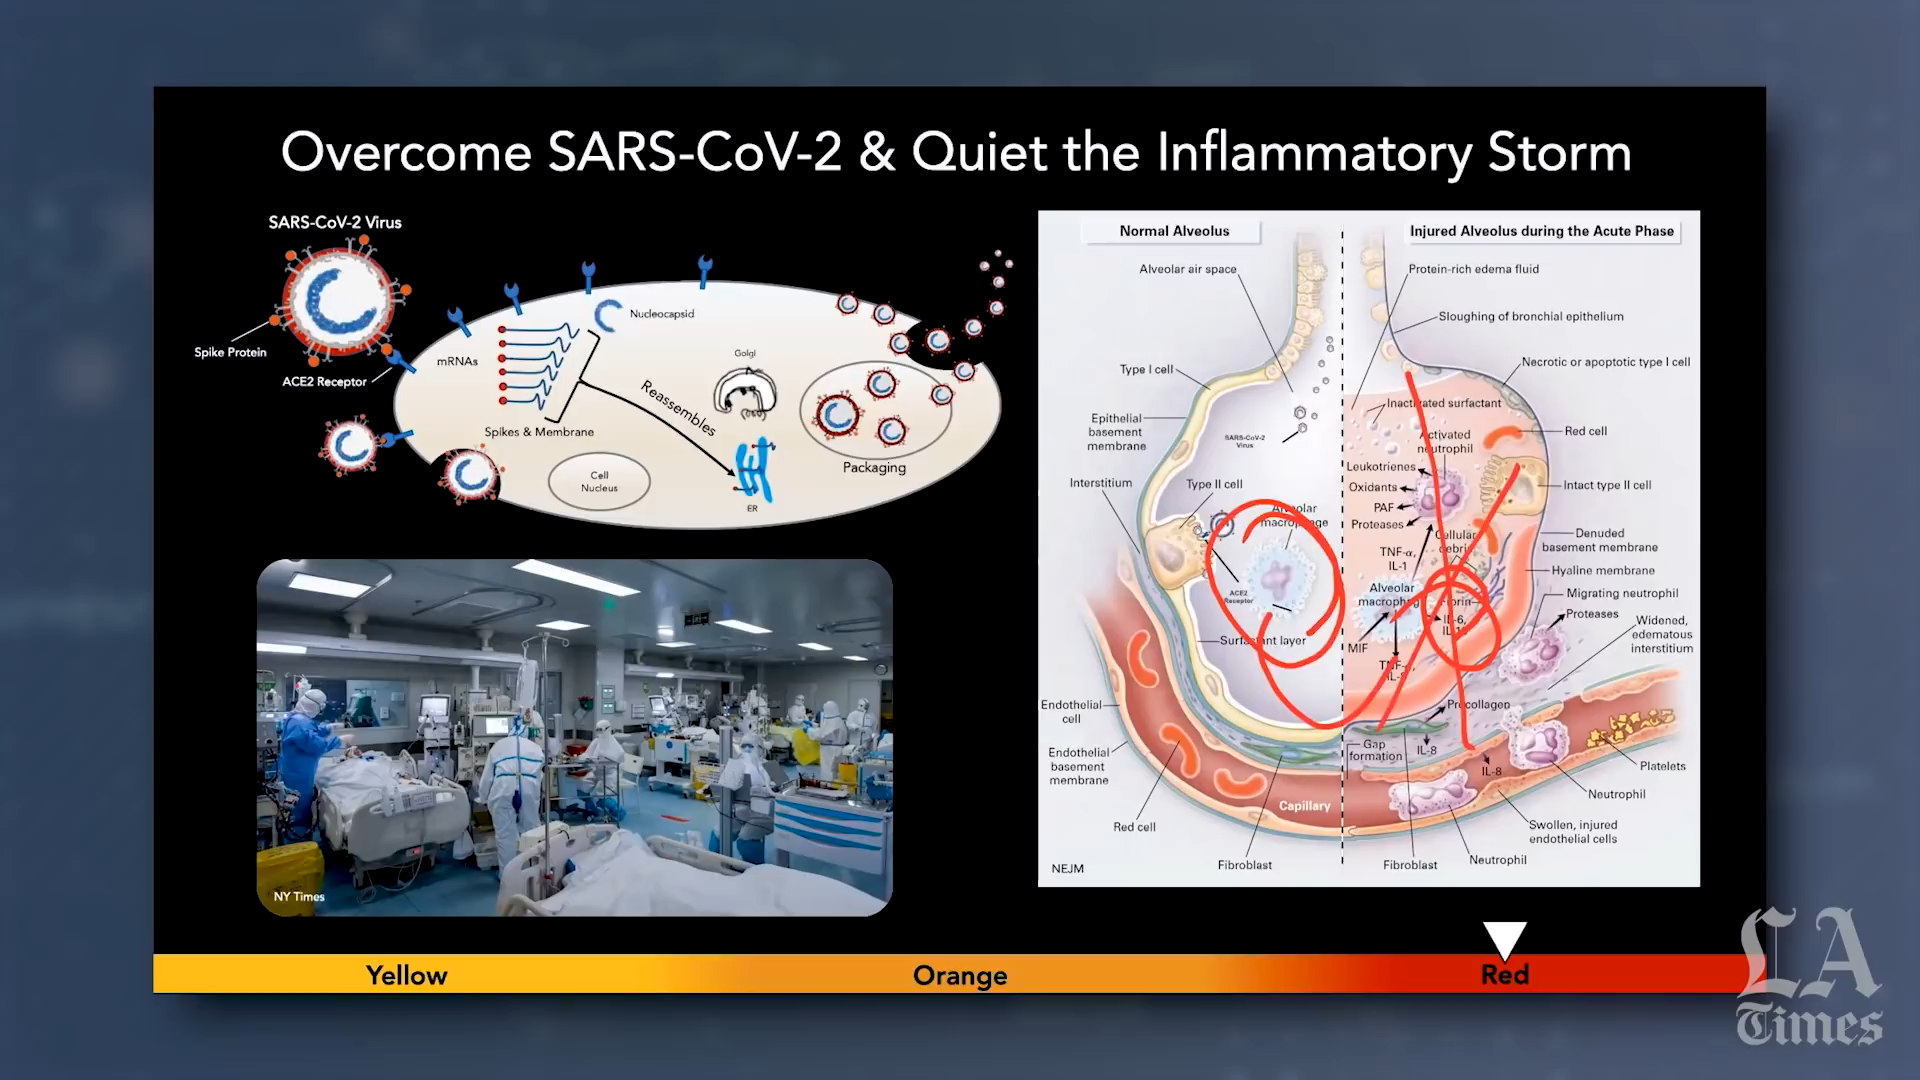 Overcome SARS-CoV-2 & Quiet the Inflammatory Storm
SARS-CoV-2 Virus
Spike Protein
ACE2 Receptor
mRNAs
Nucleocapsid
Spikes & Membrane
Reassembles
Golgi
Cell
Nucleus
ER
Packaging
NY Times
Normal Alveolus
Alveolar air space
Type I cell
Epithelial
basement
membrane
SARS-CoV-2
Virus
Interstitium
Type II cell
Alveolar
macrophage
ACE2
Receptor
Surfactant layer
Endothelial
cell
Endothelial
basement
membrane
Capillary
Red cell
Fibroblast
NEJM
Injured Alveolus during the Acute Phase
Protein-rich edema fluid
Sloughing of bronchial epithelium
Necrotic or apoptotic type I cell
Inactivated surfactant
Activated
neutrophil
Red cell
Leukotrienes
Oxidants
PAF
Proteases
Intact type II cell
Cellular
debris
TNF-α,
IL-1
Denuded
basement membrane
Hyaline membrane
Alveolar
macrophage
Fibrin
IL-6,
Migrating neutrophil
Proteases
Widened,
edematous
interstitium
MIF
TNF-α,
IL-8
Procollagen
Gap
formation
IL-8
IL-8
Platelets
Neutrophil
Swollen, injured
endothelial cells
Fibroblast
Neutrophil
Yellow
Orange
Red
LA
Times